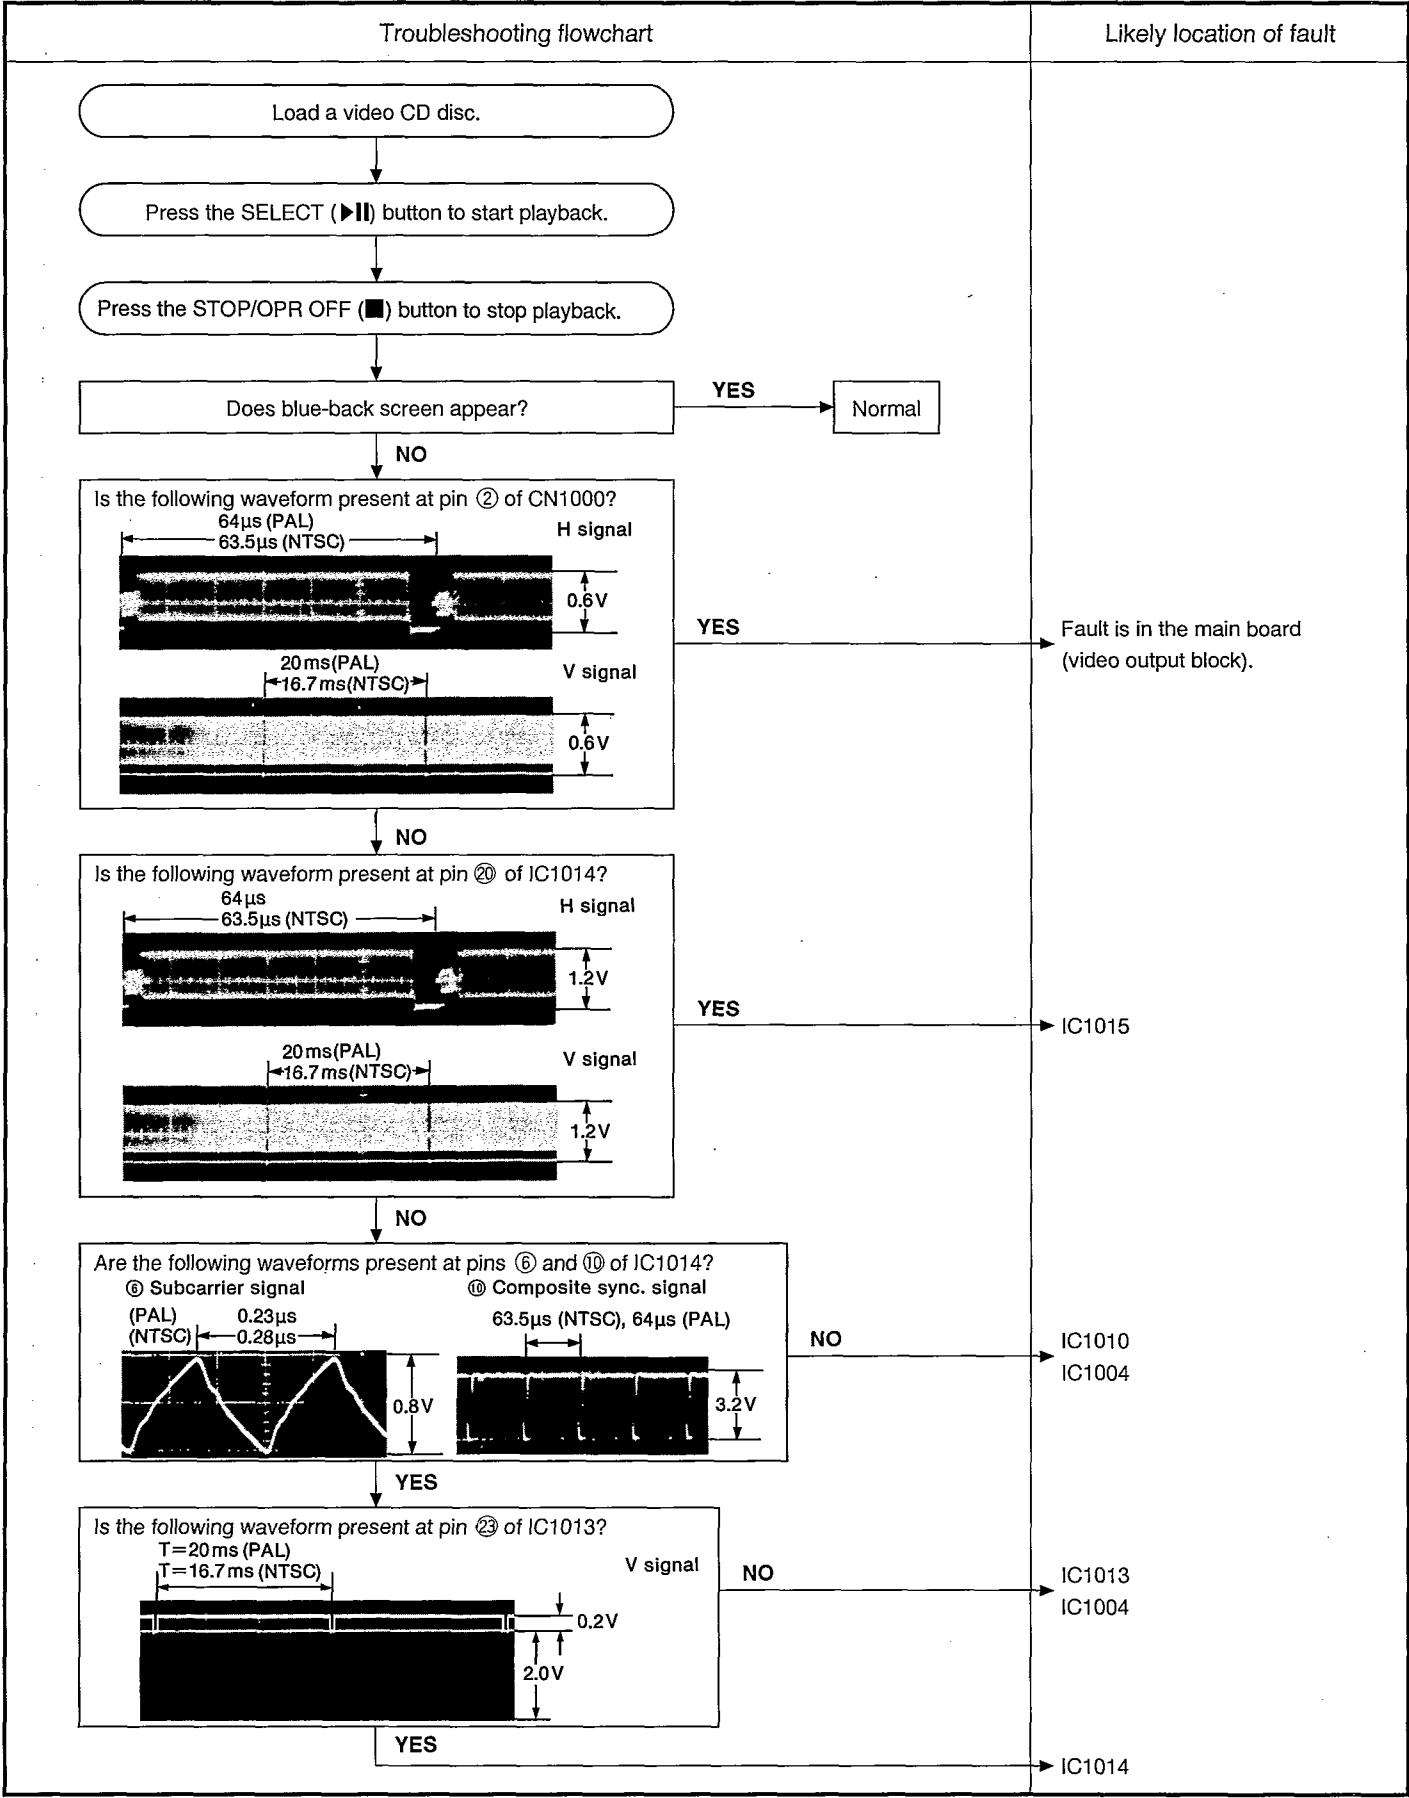 Troubleshooting flowchart
Likely location of fault
Load a video CD disc.
Press the SELECT (▶II) button to start playback.
Press the STOP/OPR OFF (■) button to stop playback.
Does blue-back screen appear?
YES
Normal
NO
Is the following waveform present at pin ② of CN1000?
64µs (PAL)
63.5µs (NTSC)
H signal
0.6V
20ms(PAL)
16.7ms(NTSC)
V signal
0.6V
YES
Fault is in the main board
(video output block).
NO
Is the following waveform present at pin ⑳ of IC1014?
64µs
63.5µs (NTSC)
H signal
1.2V
20ms(PAL)
16.7ms(NTSC)
V signal
1.2V
YES
IC1015
NO
Are the following waveforms present at pins ⑥ and ⑩ of IC1014?
⑥ Subcarrier signal
(PAL) 0.23µs
(NTSC) 0.28µs
0.8V
⑩ Composite sync. signal
63.5µs (NTSC), 64µs (PAL)
3.2V
NO
IC1010
IC1004
YES
Is the following waveform present at pin ㉓ of IC1013?
T=20ms (PAL)
T=16.7ms (NTSC)
V signal
0.2V
2.0V
NO
IC1013
IC1004
YES
IC1014